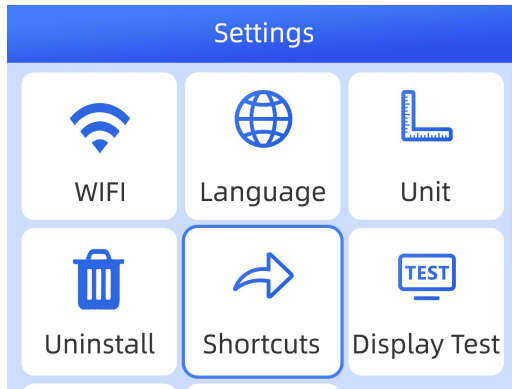 Settings
WIFI
Language
Unit
TEST
Uninstall
Shortcuts
Display Test